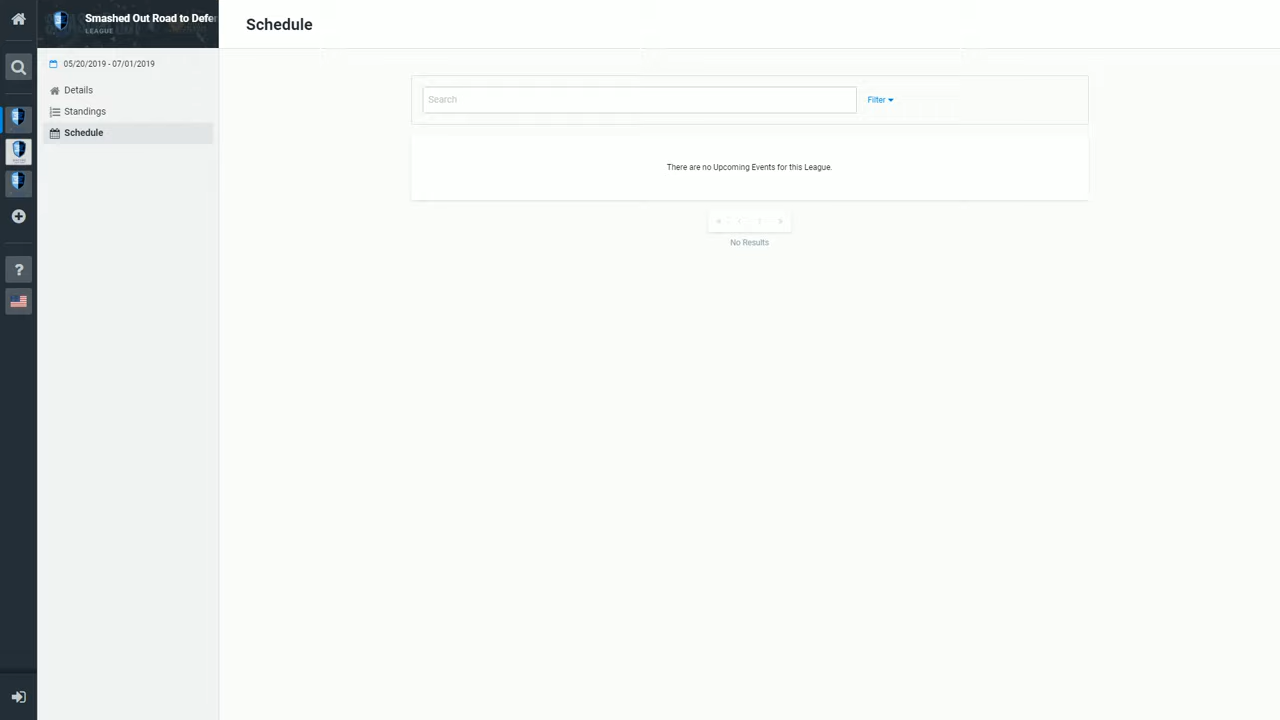 Smashed Out Road to Defer
LEAGUE
Schedule
05/20/2019 - 07/01/2019
Details
Standings
Schedule
Search
Filter
There are no Upcoming Events for this League.
No Results
?